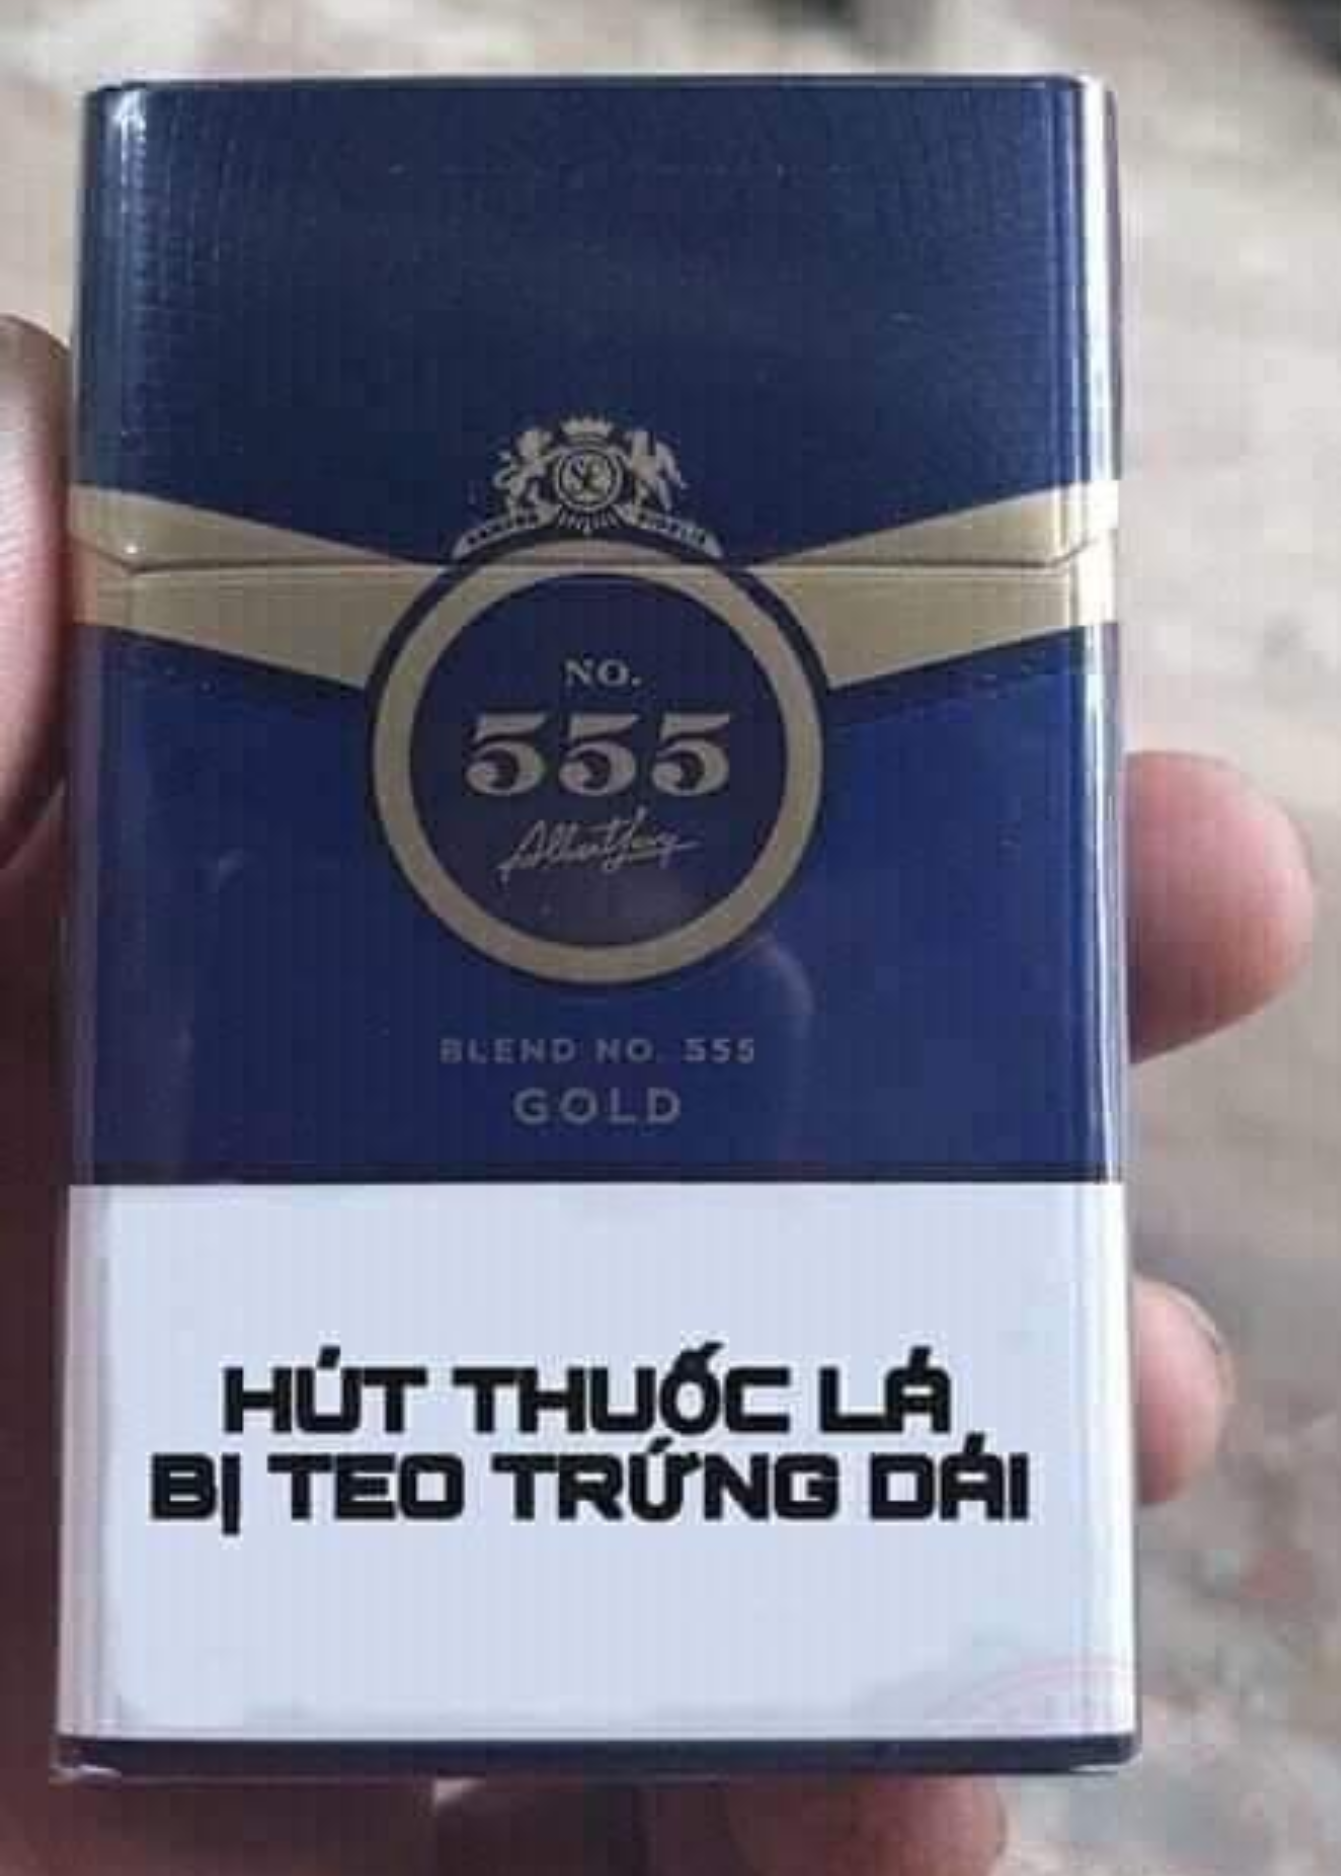 NO.
555
BLEND NO. 555
GOLD
HÚT THUỐC LÁ
BỊ TEO TRỨNG DÁI